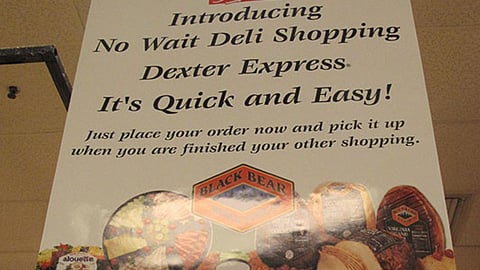 Introducing
No Wait Deli Shopping
Dexter Express
It's Quick and Easy!
Just place your order now and pick it up
when you are finished your other shopping.
BLACK BEAR
alouette
VIRGINIA